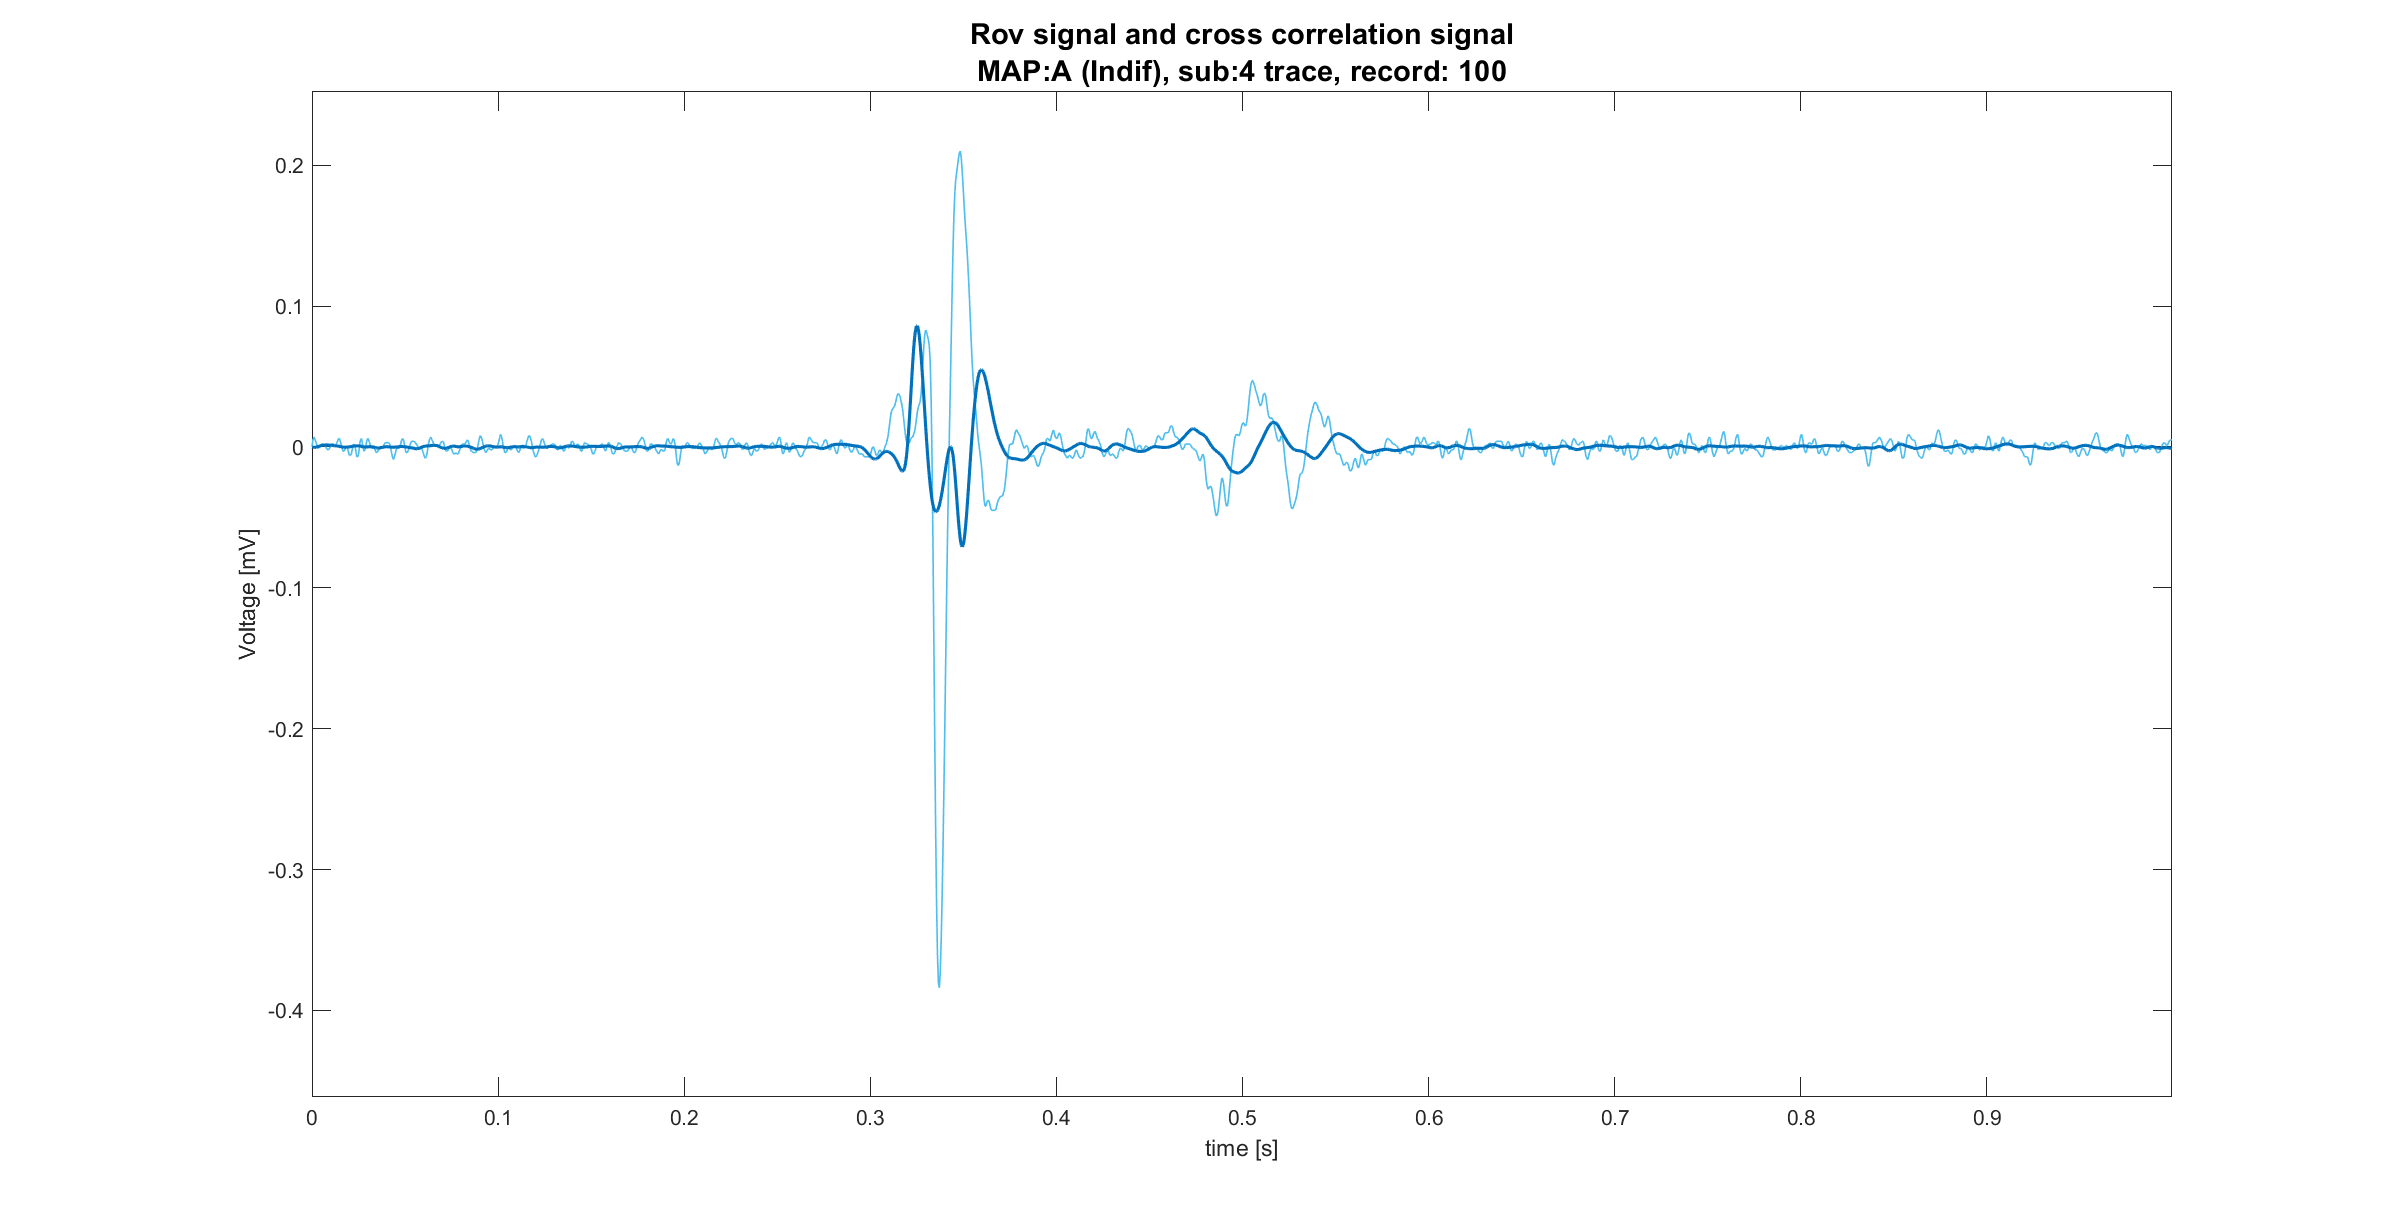 Rov signal and cross correlation signal
MAP:A (Indif), sub:4 trace, record: 100
0.2
0.1
0
-0.1
-0.2
-0.3
-0.4
Voltage [mV]
0 0.1 0.2 0.3 0.4 0.5 0.6 0.7 0.8 0.9
time [s]